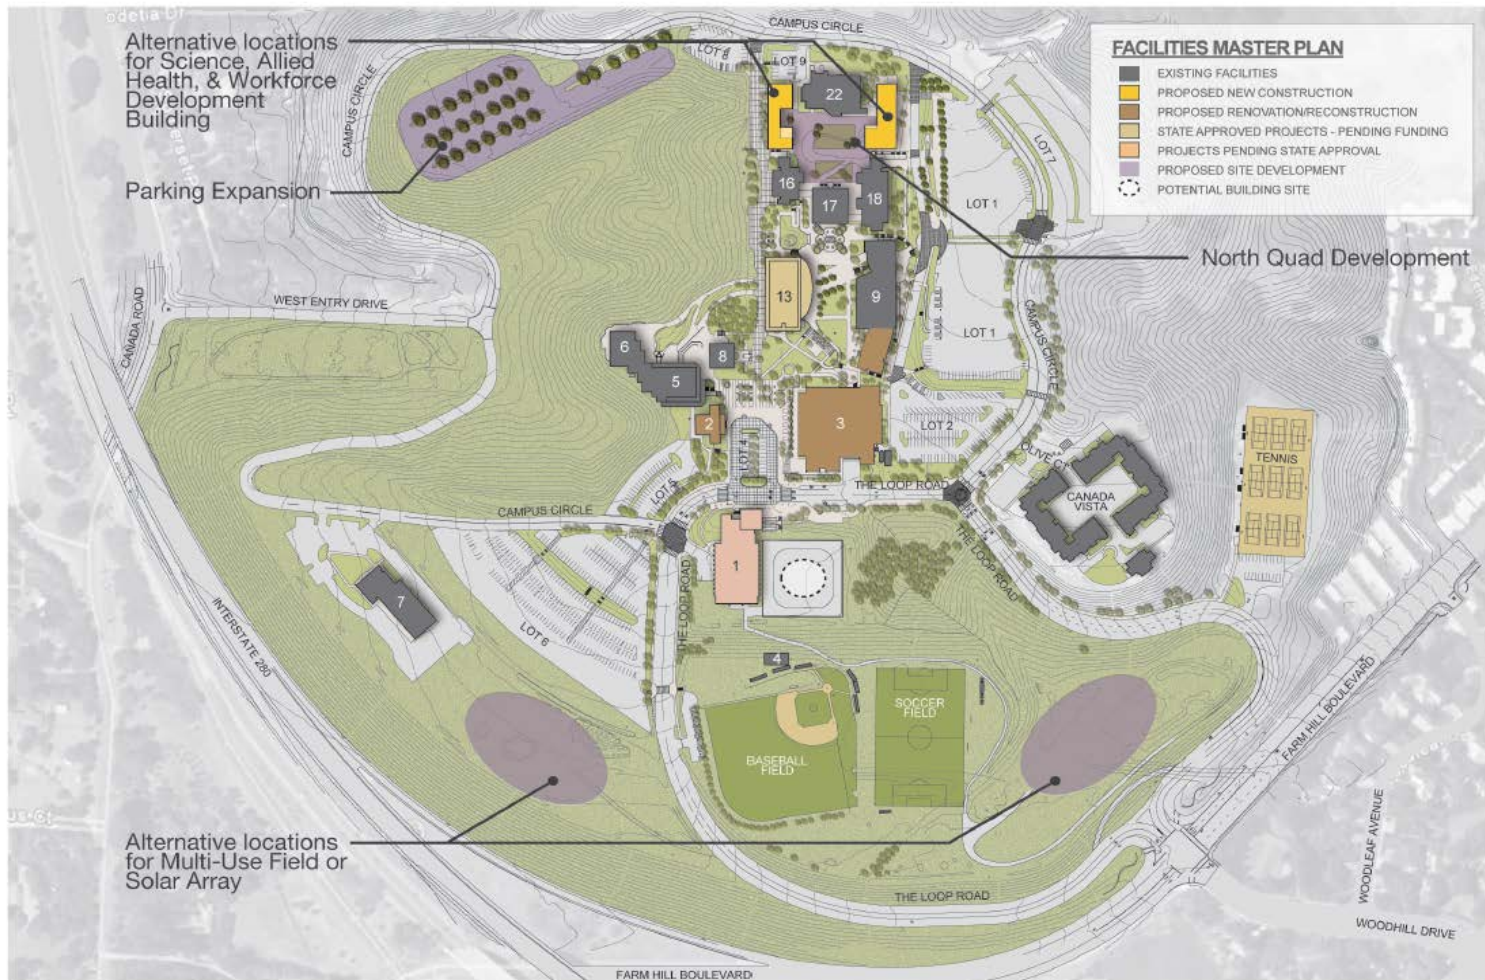 CAMPUS CIRCLE
Alternative locations
for Science, Allied
Health, & Workforce
Development
Building
LOT 8
LOT 9
22
FACILITIES MASTER PLAN
EXISTING FACILITIES
PROPOSED NEW CONSTRUCTION
PROPOSED RENOVATION/RECONSTRUCTION
STATE APPROVED PROJECTS - PENDING FUNDING
PROJECTS PENDING STATE APPROVAL
PROPOSED SITE DEVELOPMENT
POTENTIAL BUILDING SITE
CAMPUS CIRCLE
LOT 7
Parking Expansion
16
17
18
LOT 1
North Quad Development
CANADA ROAD
WEST ENTRY DRIVE
13
9
LOT 1
CAMPUS CIRCLE
6
8
5
2
3
LOT 2
LOT 4
OLIVE CT
TENNIS
LOT 5
THE LOOP ROAD
CANADA
VISTA
CAMPUS CIRCLE
THE LOOP ROAD
1
7
THE LOOP ROAD
INTERSTATE 280
LOT 6
4
SOCCER
FIELD
BASEBALL
FIELD
FARM HILL BOULEVARD
Alternative locations
for Multi-Use Field or
Solar Array
THE LOOP ROAD
WOODLEAF AVENUE
WOODHILL DRIVE
FARM HILL BOULEVARD